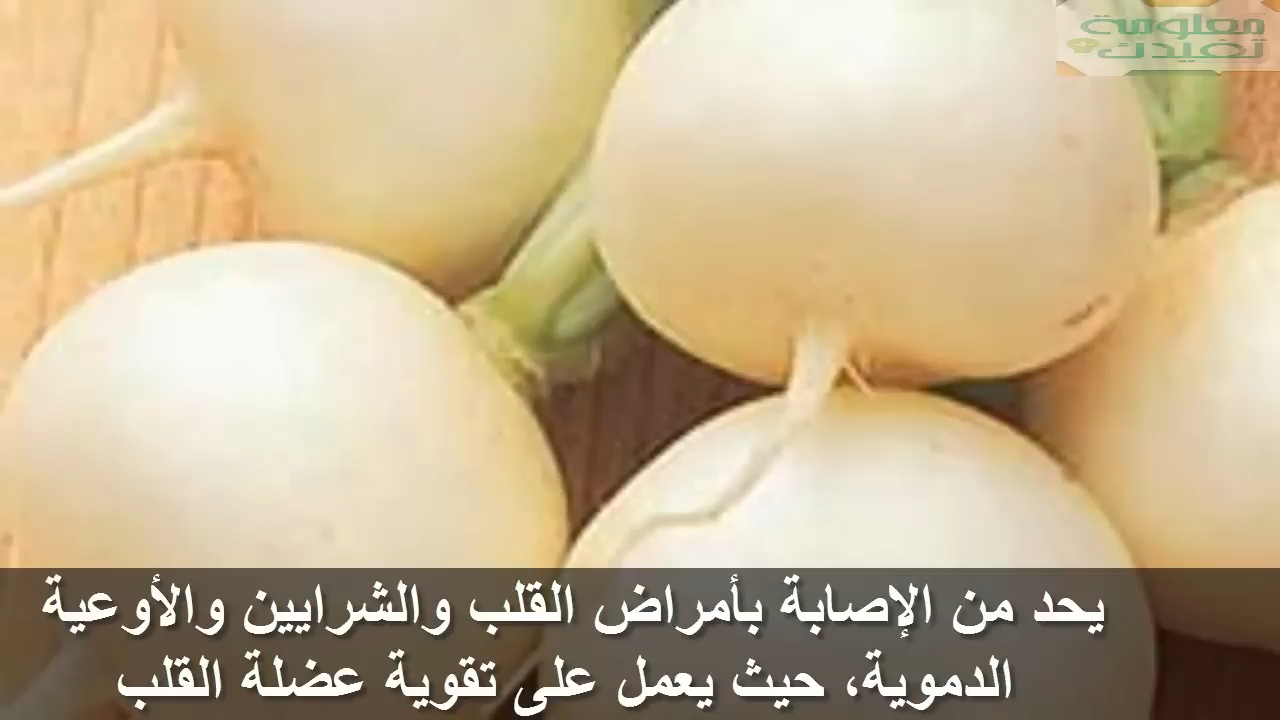 معلومة
تفيدك
يحد من الإصابة بأمراض القلب والشرايين والأوعية
الدموية، حيث يعمل على تقوية عضلة القلب